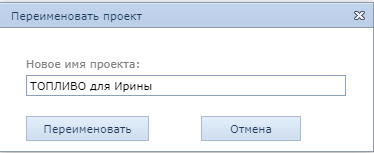 Переименовать проект
Новое имя проекта:
ТОПЛИВО для Ирины
Переименовать Отмена